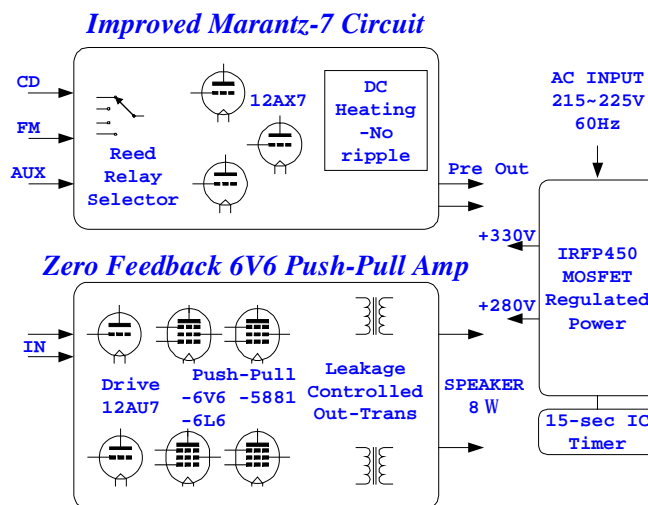 Improved Marantz-7 Circuit
CD
FM
AUX
Reed
Relay
Selector
12AX7
DC
Heating
-No
ripple
Pre Out
AC INPUT
215~225V
60Hz
+330V
+280V
IRFP450
MOSFET
Regulated
Power
15-sec IC
Timer
Zero Feedback 6V6 Push-Pull Amp
IN
Drive
12AU7
Push-Pull
-6V6 -5881
-6L6
Leakage
Controlled
Out-Trans
SPEAKER
8 W